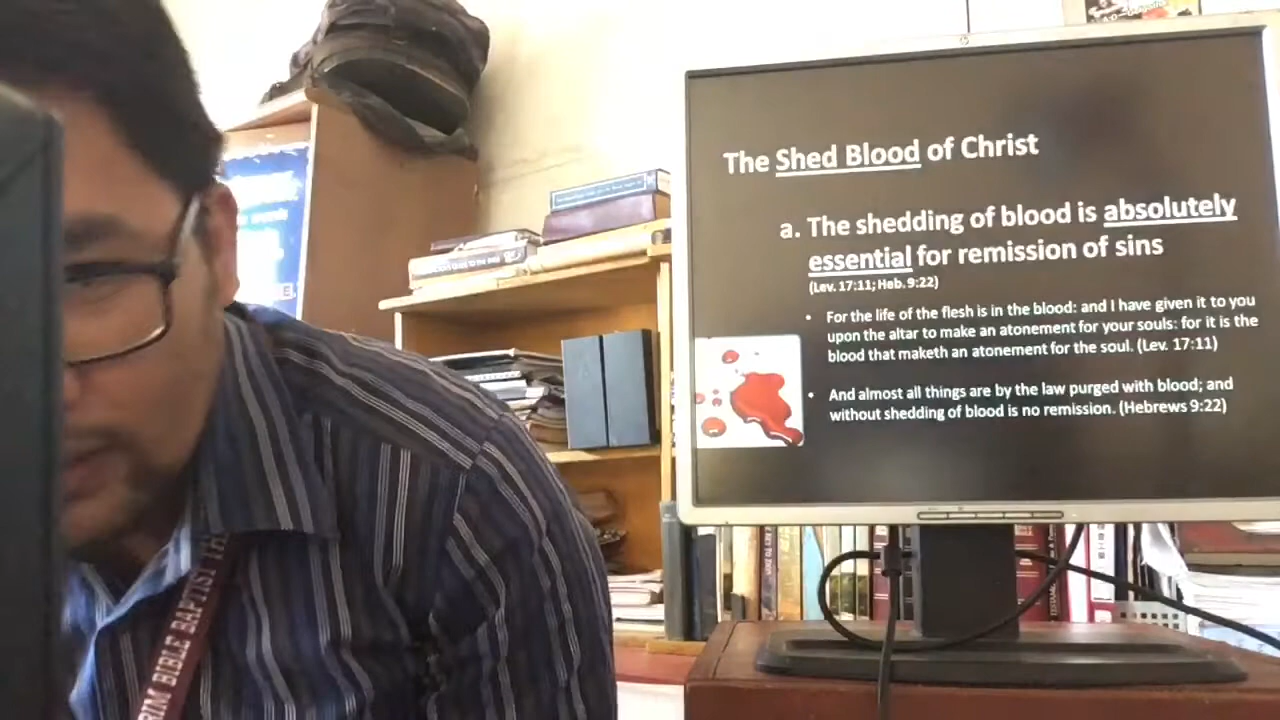 The Shed Blood of Christ
a. The shedding of blood is absolutely
essential for remission of sins
(Lev. 17:11; Heb. 9:22)
• For the life of the flesh is in the blood: and I have given it to you
upon the altar to make an atonement for your souls: for it is the
blood that maketh an atonement for the soul. (Lev. 17:11)
• And almost all things are by the law purged with blood; and
without shedding of blood is no remission. (Hebrews 9:22)
BIBLE BAPTIST